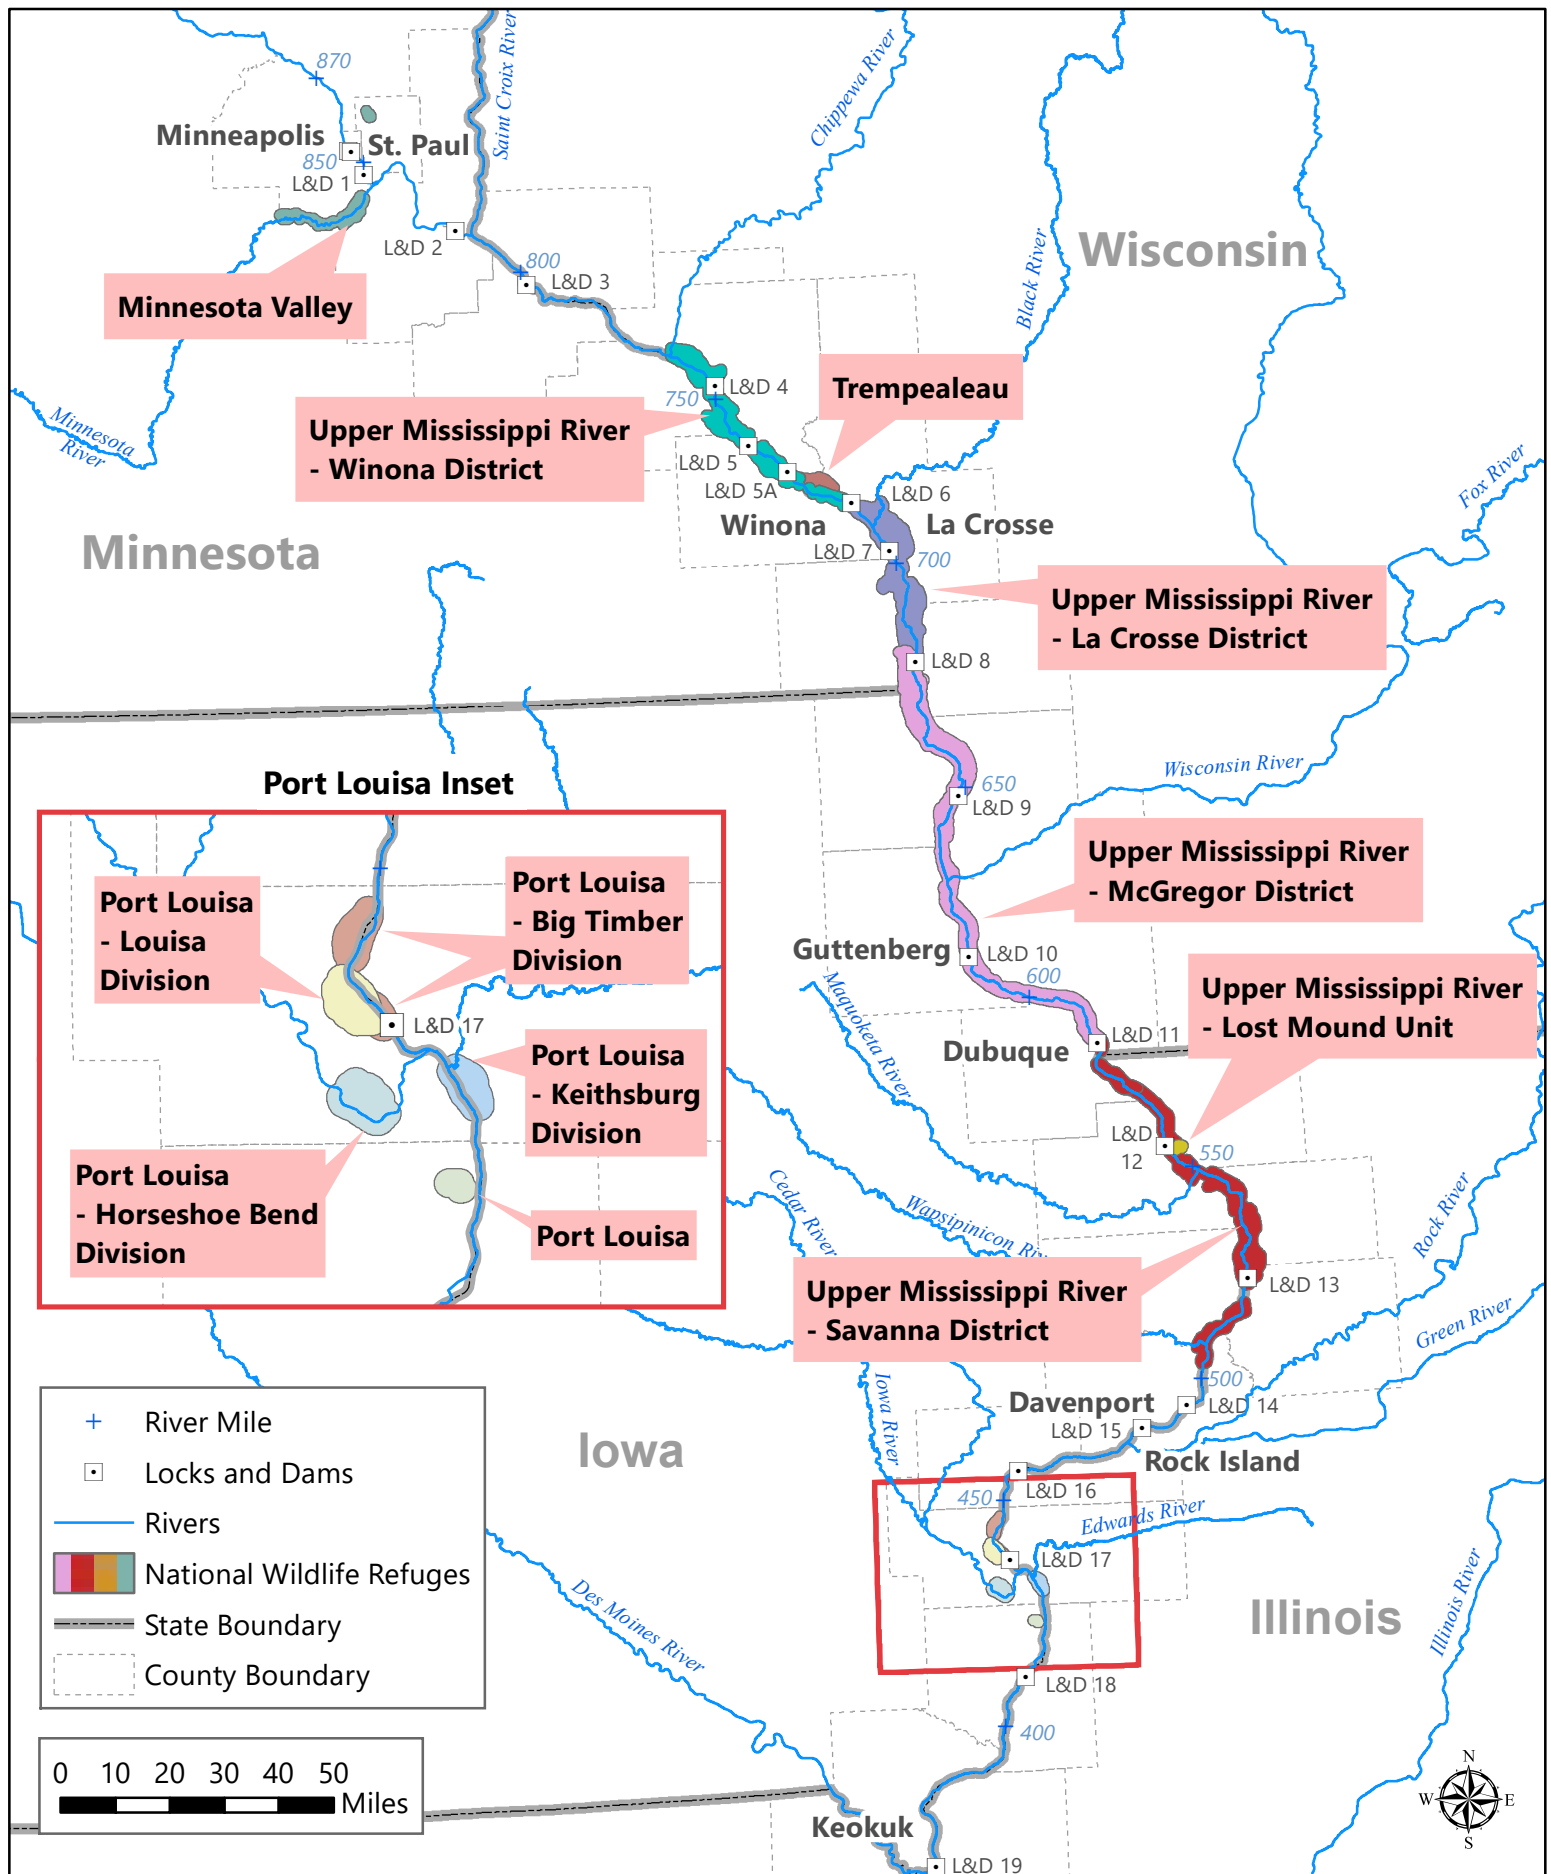 870
Saint Croix River
Chippewa River
Minneapolis
St. Paul
850
L&D 1
L&D 2
Wisconsin
Black River
800
L&D 3
Minnesota Valley
L&D 4
750
Trempealeau
Upper Mississippi River
- Winona District
Minnesota
River
L&D 5
L&D 5A
L&D 6
Fox River
Winona
La Crosse
Minnesota
L&D 7
700
Upper Mississippi River
- La Crosse District
L&D 8
Wisconsin River
650
L&D 9
Port Louisa Inset
Port Louisa
- Big Timber
Division
Port Louisa
- Louisa
Division
L&D 17
Port Louisa
- Keithsburg
Division
Port Louisa
- Horseshoe Bend
Division
Port Louisa
Upper Mississippi River
- McGregor District
Guttenberg
L&D 10
600
Maquoketa River
Upper Mississippi River
- Lost Mound Unit
L&D 11
Dubuque
L&D
12
550
Cedar River
Wapsipinicon Riv
Rock River
Upper Mississippi River
- Savanna District
L&D 13
Green River
Iowa River
500
Davenport
L&D 14
L&D 15
Rock Island
Iowa
L&D 16
450
Edwards River
L&D 17
Illinois
Illinois River
Des Moines River
L&D 18
400
Keokuk
L&D 19
River Mile
Locks and Dams
Rivers
National Wildlife Refuges
State Boundary
County Boundary
0 10 20 30 40 50
Miles
N
W E
S